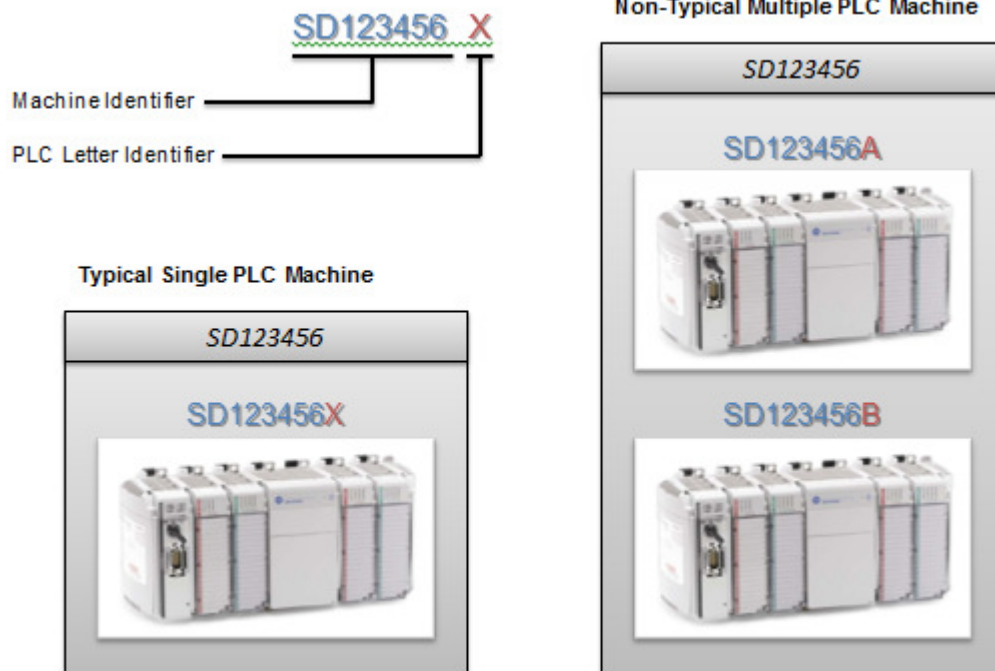 SD123456 X
Machine Identifier
PLC Letter Identifier
Typical Single PLC Machine
SD123456
SD123456X
Non-Typical Multiple PLC Machine
SD123456
SD123456A
SD123456B